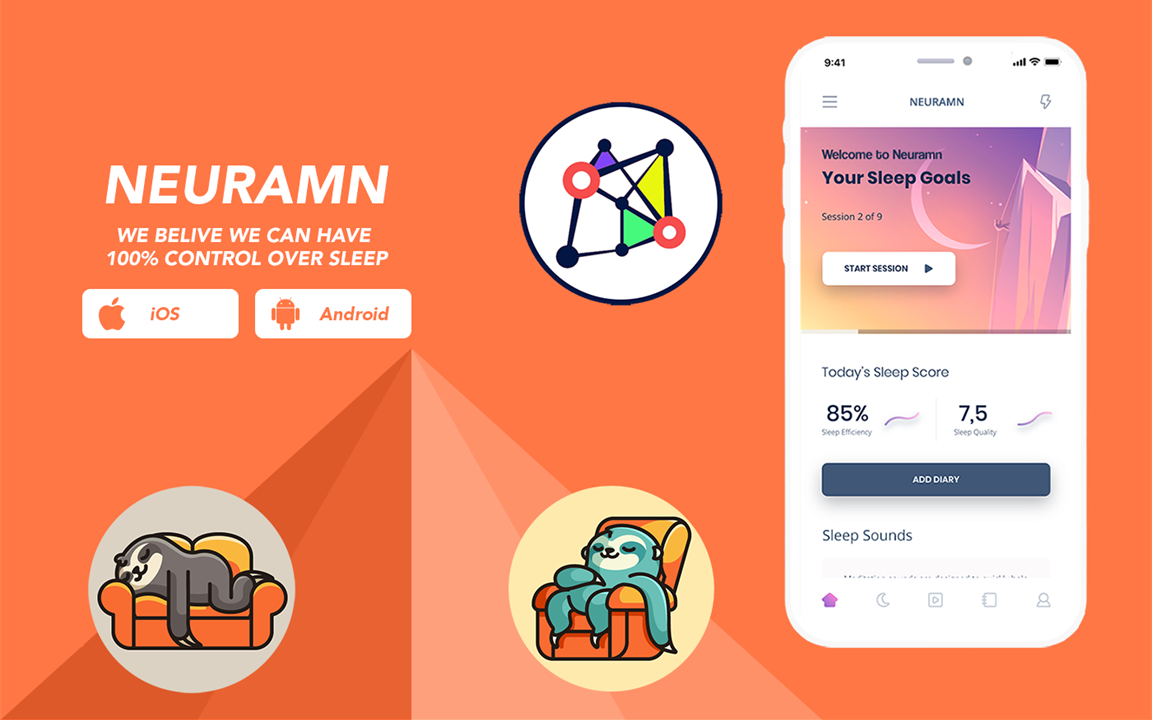 NEURAMN
WE BELIVE WE CAN HAVE
100% CONTROL OVER SLEEP
iOS
Android
9:41
NEURAMN
Welcome to Neuramn
Your Sleep Goals
Session 2 of 9
START SESSION
Today's Sleep Score
85%
Sleep Efficiency
7,5
Sleep Quality
ADD DIARY
Sleep Sounds